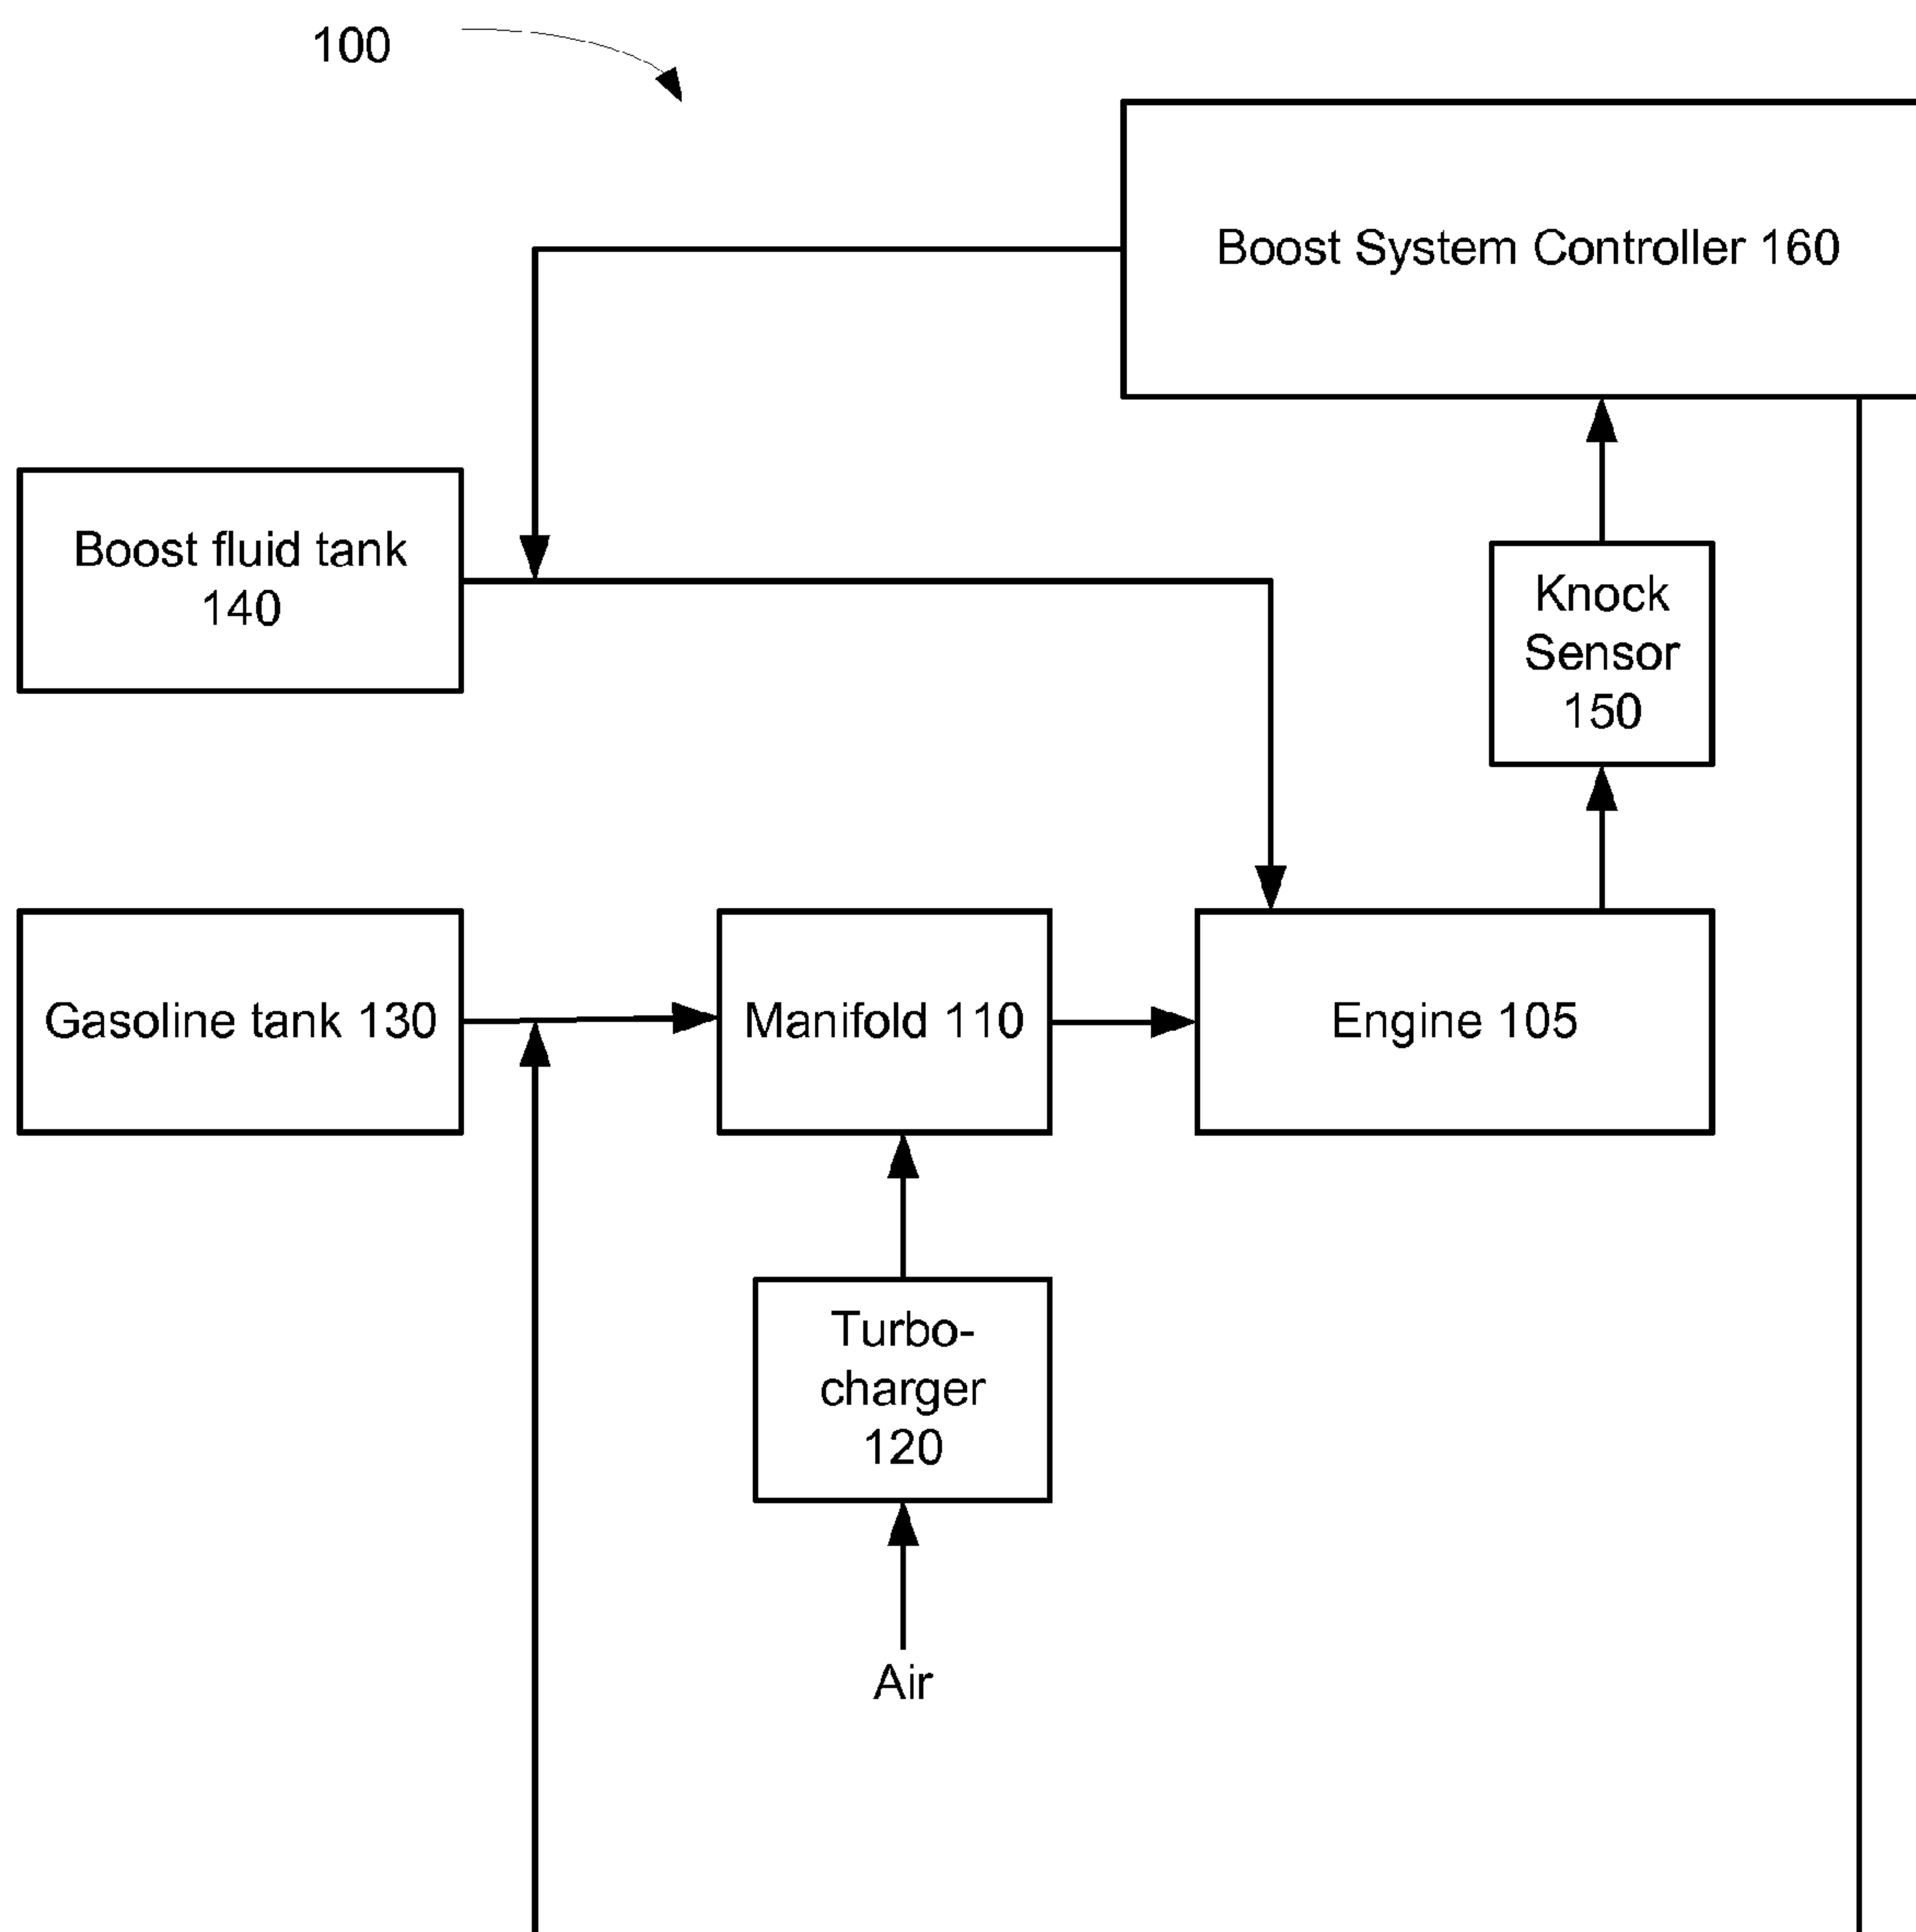 100
Boost System Controller 160
Boost fluid tank
140
Knock
Sensor
150
Gasoline tank 130
Manifold 110
Engine 105
Turbo-
charger
120
Air